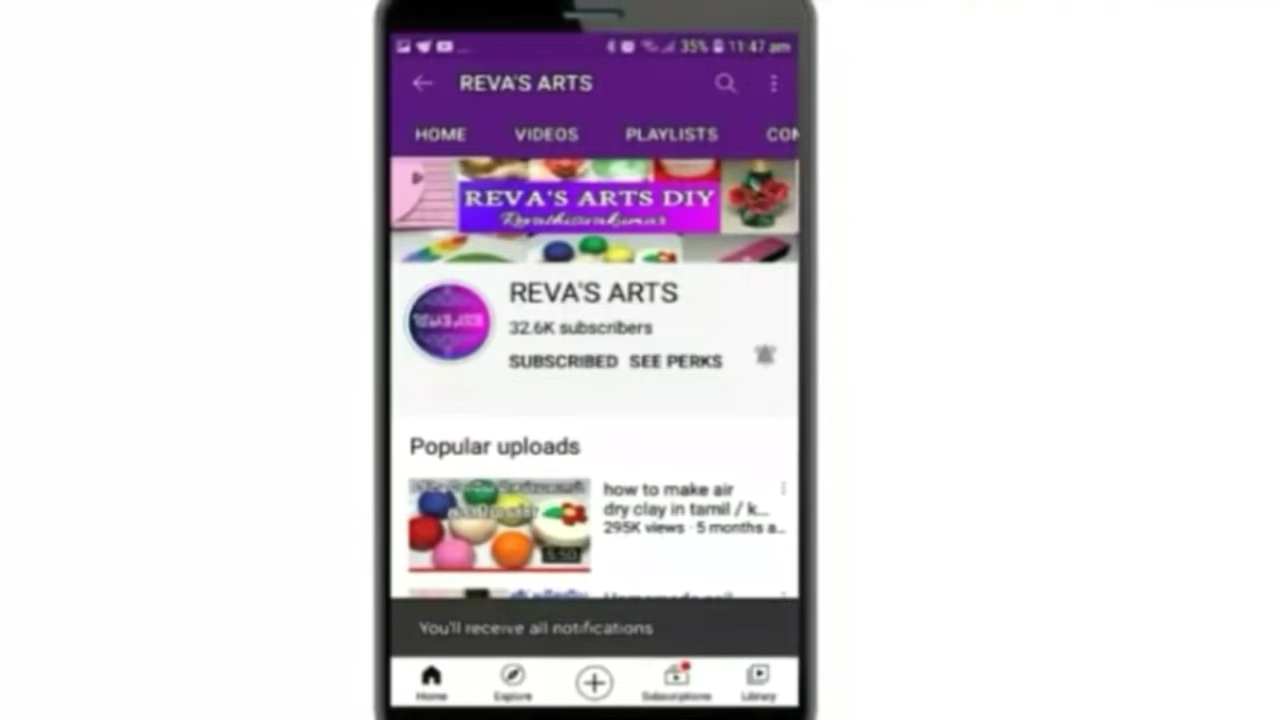 35% 11:47 am
REVA'S ARTS
HOME VIDEOS PLAYLISTS CON
REVA'S ARTS DIY
REVA'S ARTS
32.6K subscribers
SUBSCRIBED SEE PERKS
Popular uploads
how to make air
dry clay in tamil / k...
295K views · 5 months a...
5:50
You'll receive all notifications
Home Explore Subscriptions Library